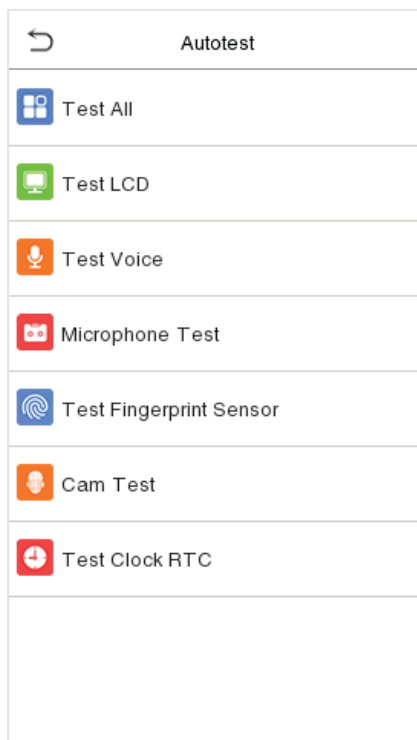 Autotest
Test All
Test LCD
Test Voice
Microphone Test
Test Fingerprint Sensor
Cam Test
Test Clock RTC